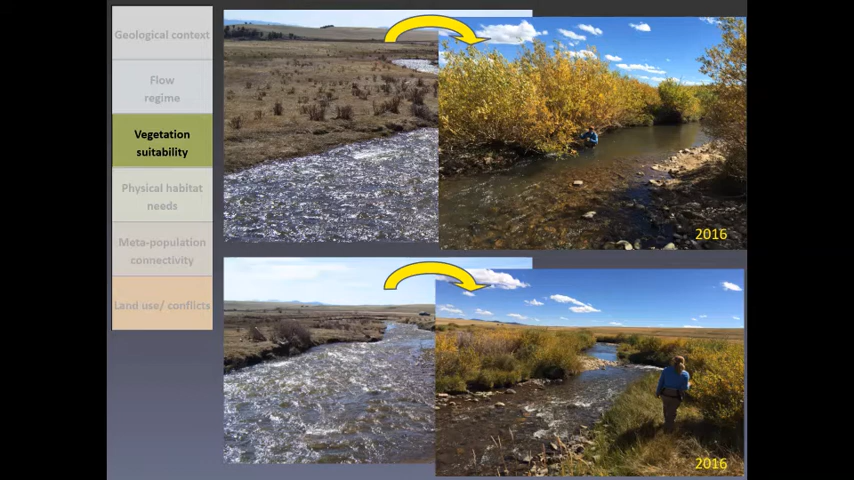 Geological context
Flow
regime
Vegetation
suitability
Physical habitat
needs
Meta-population
connectivity
Land use/ conflicts
2016
2016